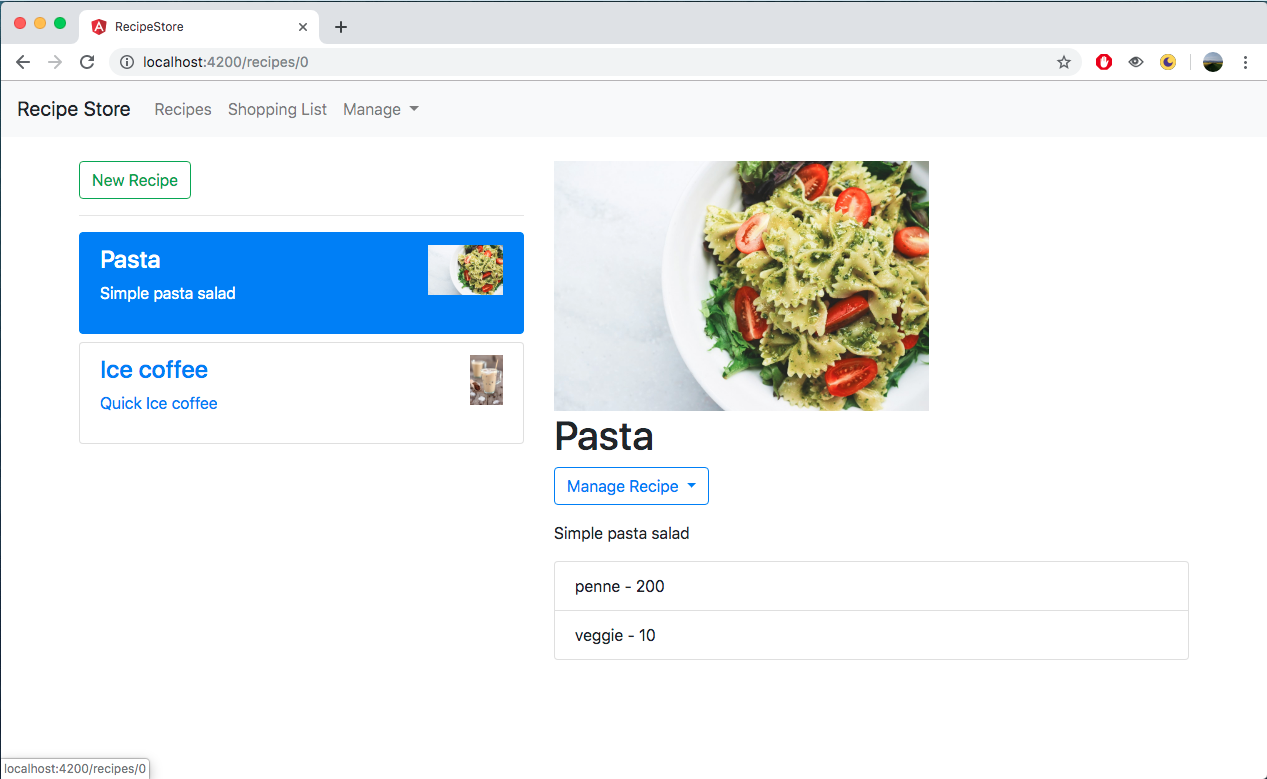 RecipeStore
localhost:4200/recipes/0
Recipe Store Recipes Shopping List Manage
New Recipe
Pasta
Simple pasta salad
Ice coffee
Quick Ice coffee
Pasta
Manage Recipe
Simple pasta salad
penne - 200
veggie - 10
localhost:4200/recipes/0